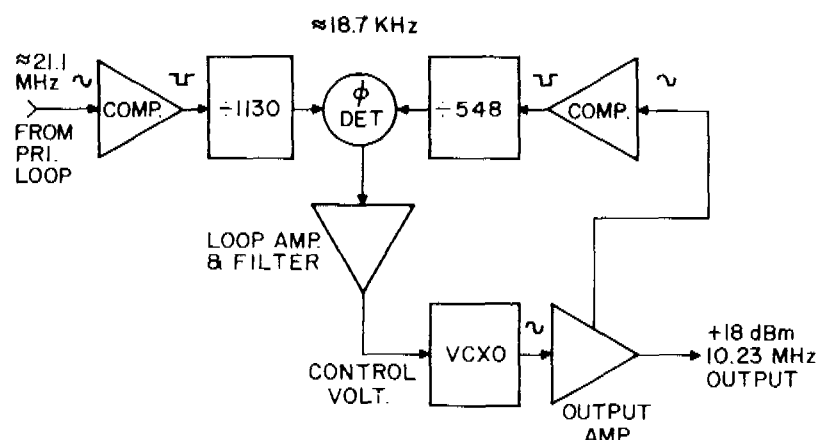 ≈18.7 KHz
≈21.1
MHz
COMP.
÷1130
ϕ
DET
÷548
COMP.
FROM
PRI.
LOOP
LOOP AMP.
& FILTER
VCXO
CONTROL
VOLT.
+18 dBm
10.23 MHz
OUTPUT
OUTPUT
AMP